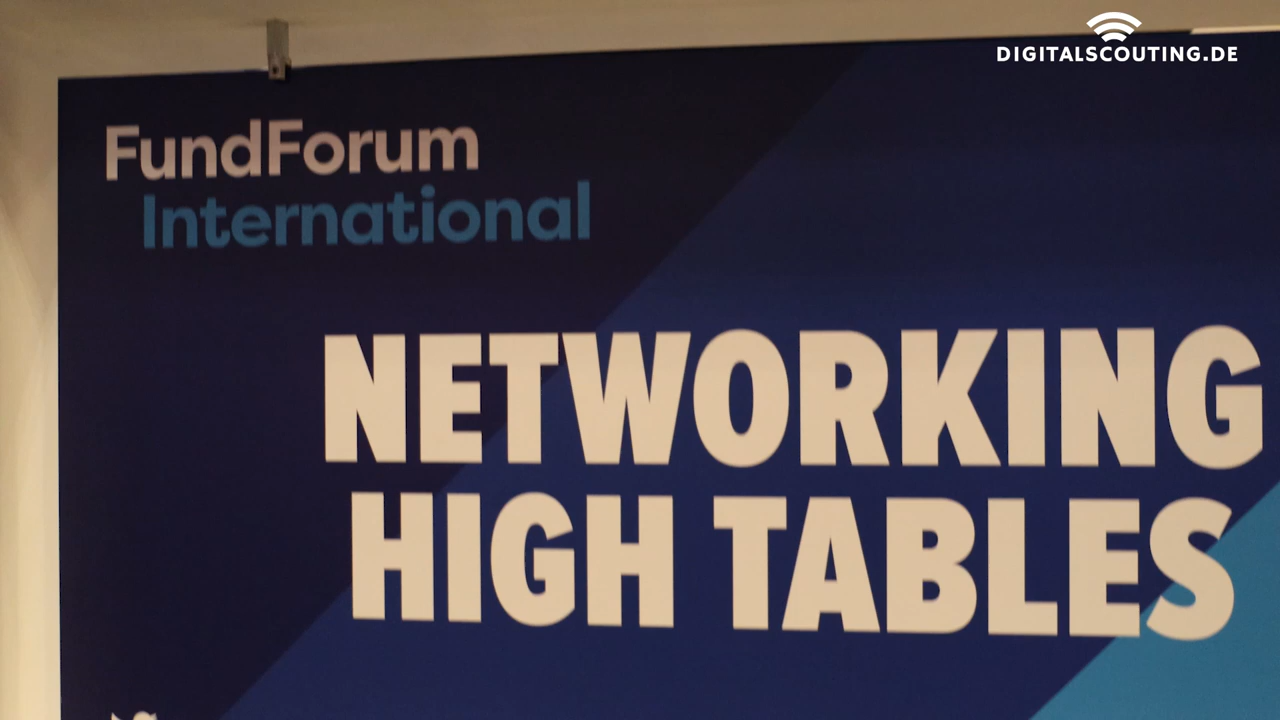 DIGITALSCOUTING.DE
FundForum
International
NETWORKING
HIGH TABLES